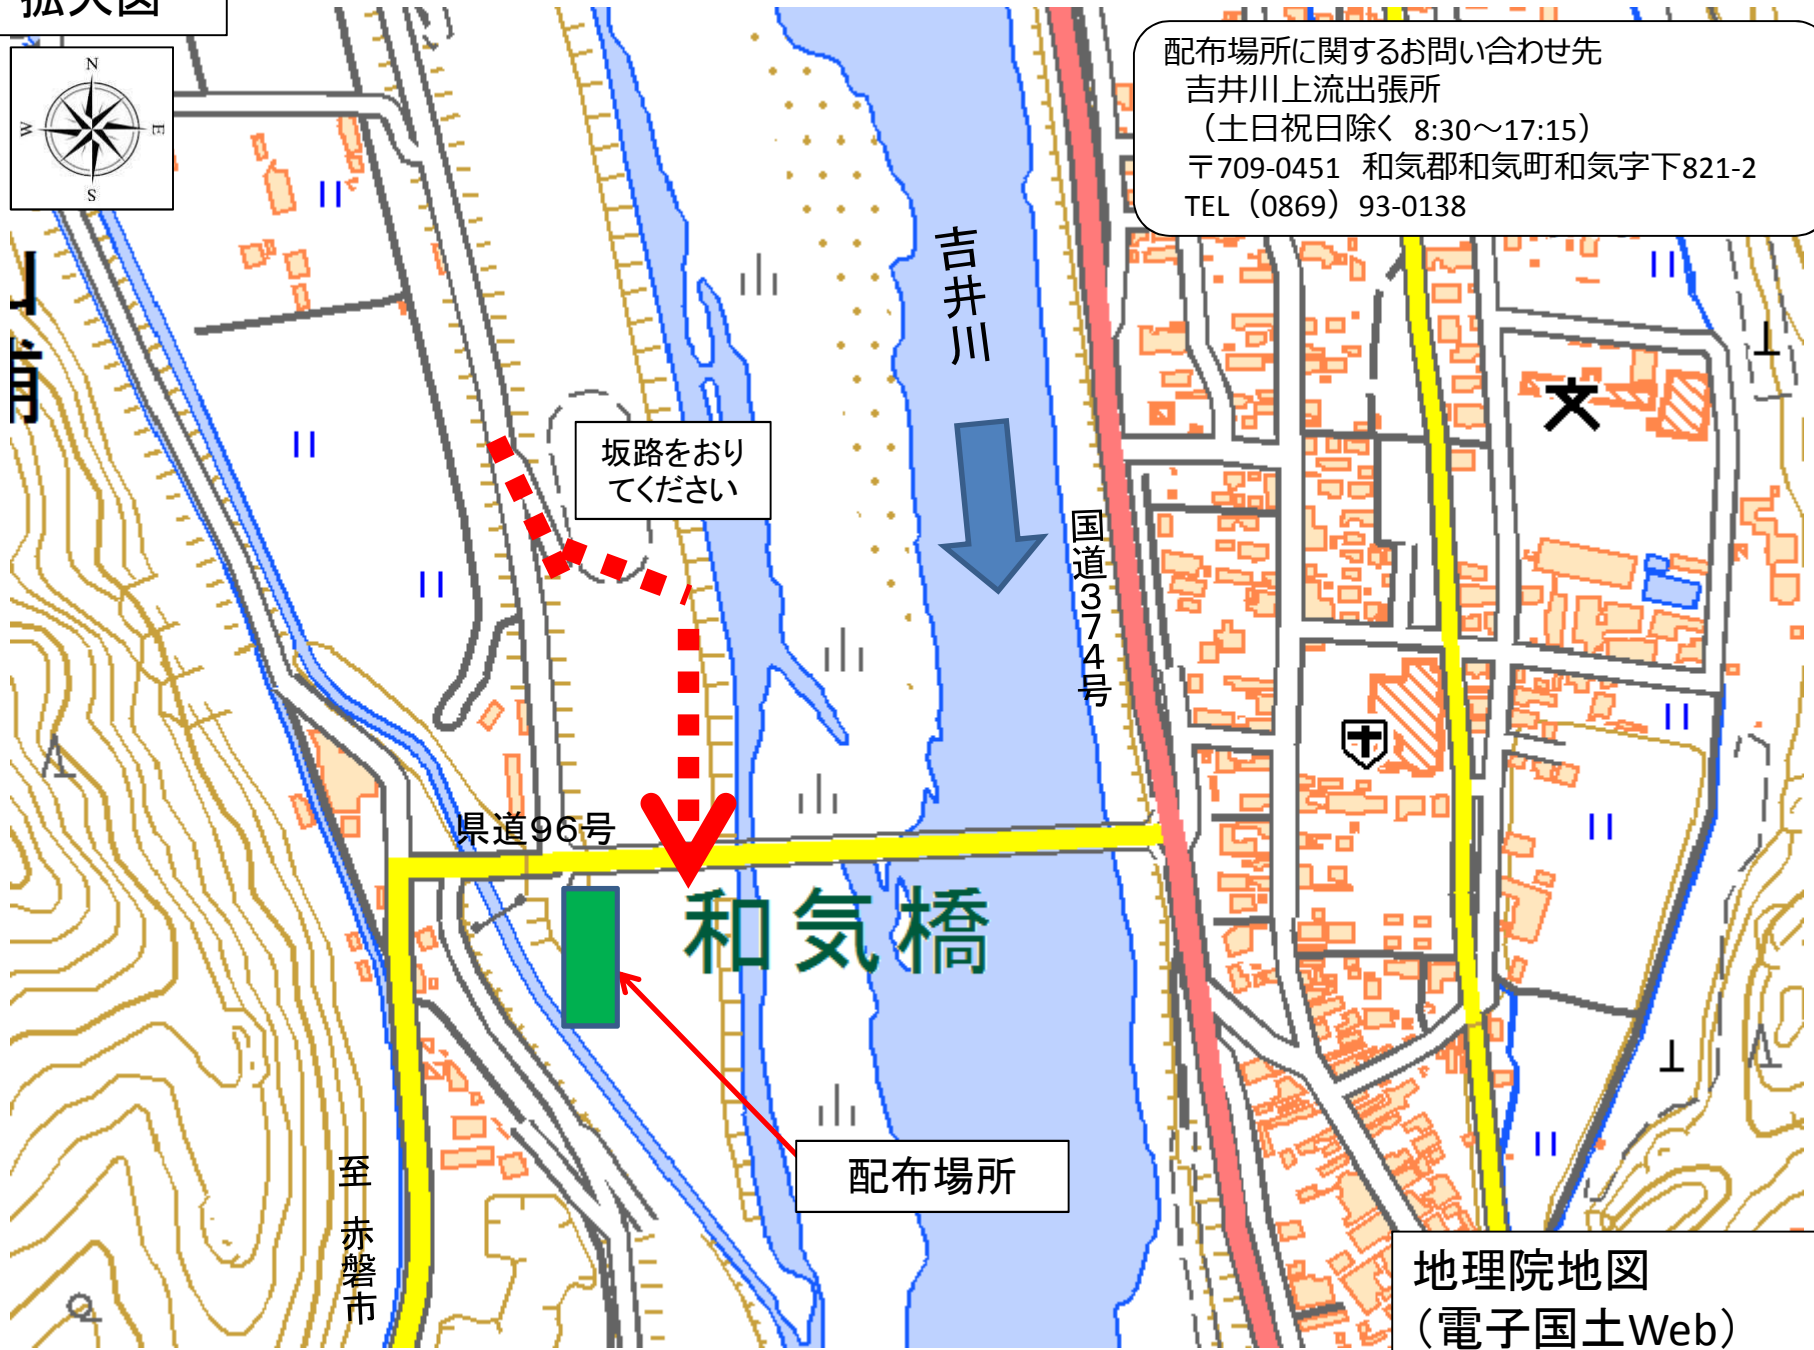 拡大図
N
W
E
S
配布場所に関するお問い合わせ先
吉井川上流出張所
（土日祝日除く 8:30～17:15）
〒709-0451 和気郡和気町和気字下821-2
TEL（0869）93-0138
吉井川
坂路をおり
てください
国道374号
県道96号
和気橋
配布場所
至 赤磐市
地理院地図
（電子国土Web）